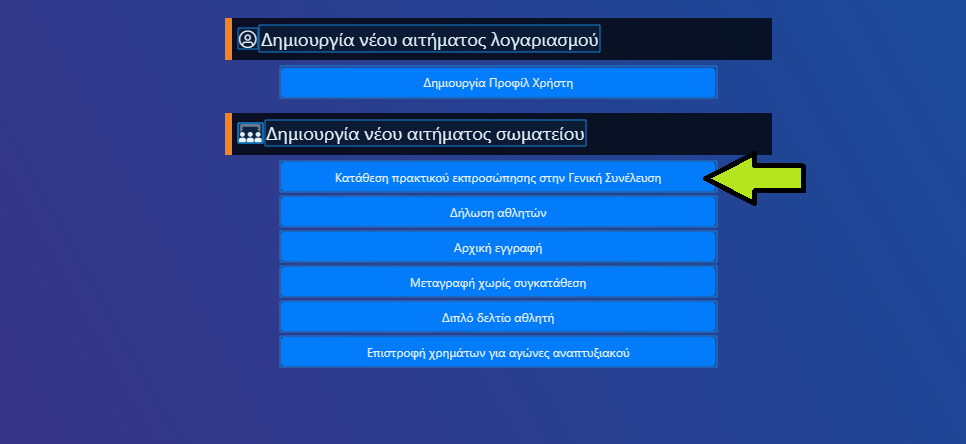 Δημιουργία νέου αιτήματος λογαριασμού
Δημιουργία Προφίλ Χρήστη
Δημιουργία νέου αιτήματος σωματείου
Κατάθεση πρακτικού εκπροσώπησης στην Γενική Συνέλευση
Δήλωση αθλητών
Αρχική εγγραφή
Μεταγραφή χωρίς συγκατάθεση
Διπλό δελτίο αθλητή
Επιστροφή χρημάτων για αγώνες αναπτυξιακού